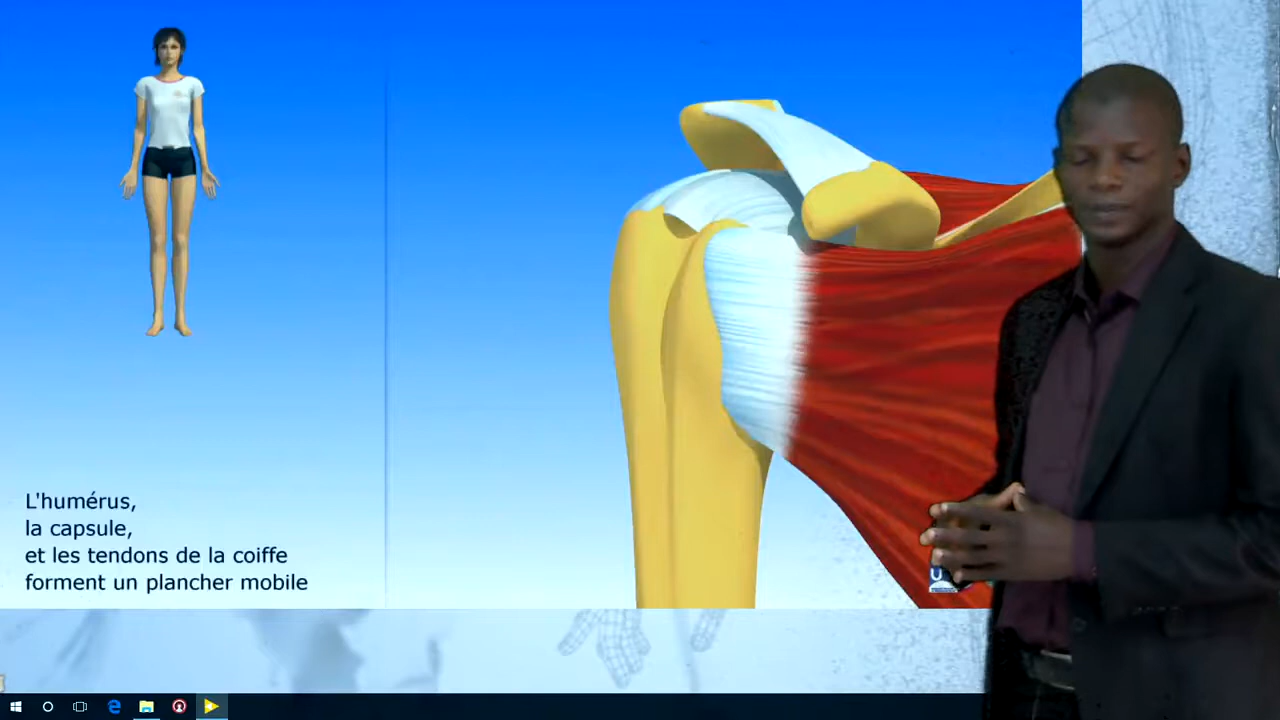 L'humérus,
la capsule,
et les tendons de la coiffe
forment un plancher mobile